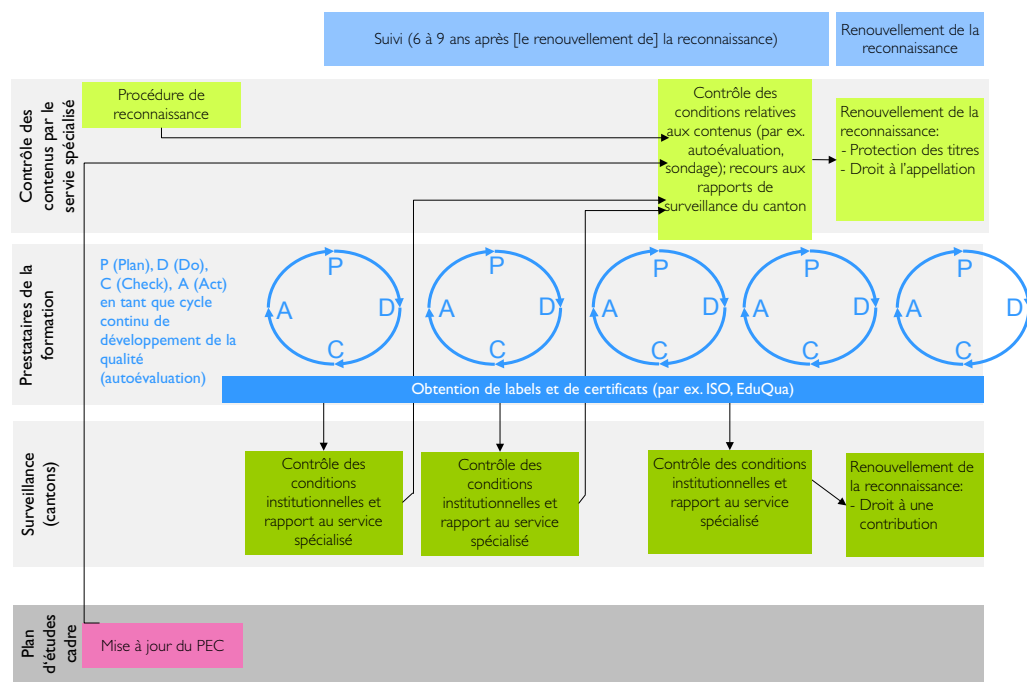 Suivi (6 à 9 ans après [le renouvellement de] la reconnaissance)
Renouvellement de la
reconnaissance
Contrôle des
contenus par le
servie spécialisé
Procédure de
reconnaissance
Contrôle des
conditions relatives
aux contenus (par ex.
autoévaluation,
sondage); recours aux
rapports de
surveillance du canton
Renouvellement de la
reconnaissance:
- Protection des titres
- Droit à l'appellation
Prestataires de la
formation
P (Plan), D (Do),
C (Check), A (Act)
en tant que cycle
continu de
développement de la
qualité
(autoévaluation)
P
D
C
A
P
D
C
A
P
D
C
A
P
D
C
A
P
D
C
A
Obtention de labels et de certificats (par ex. ISO, EduQua)
Surveillance
(cantons)
Contrôle des
conditions
institutionnelles et
rapport au service
spécialisé
Contrôle des
conditions
institutionnelles et
rapport au service
spécialisé
Contrôle des conditions
institutionnelles et
rapport au service
spécialisé
Renouvellement de
la reconnaissance:
- Droit à une
contribution
Plan
d'études
cadre
Mise à jour du PEC